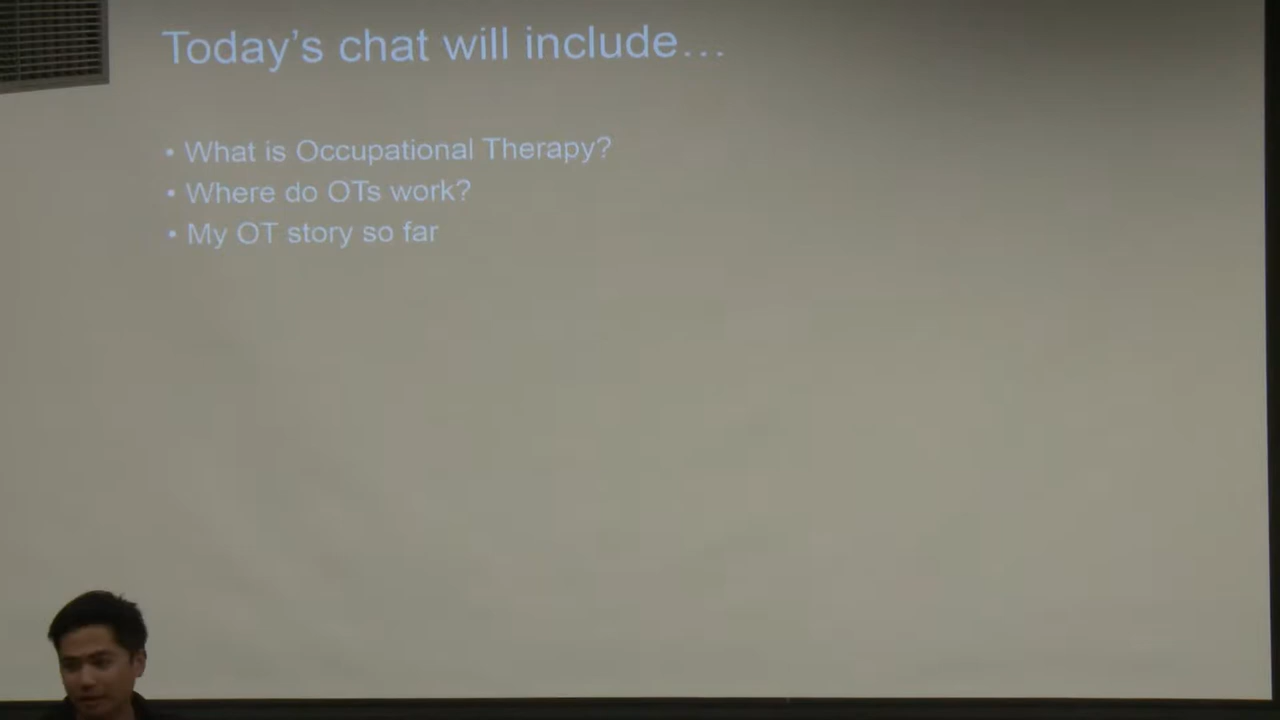 Today's chat will include…
• What is Occupational Therapy?
• Where do OTs work?
• My OT story so far